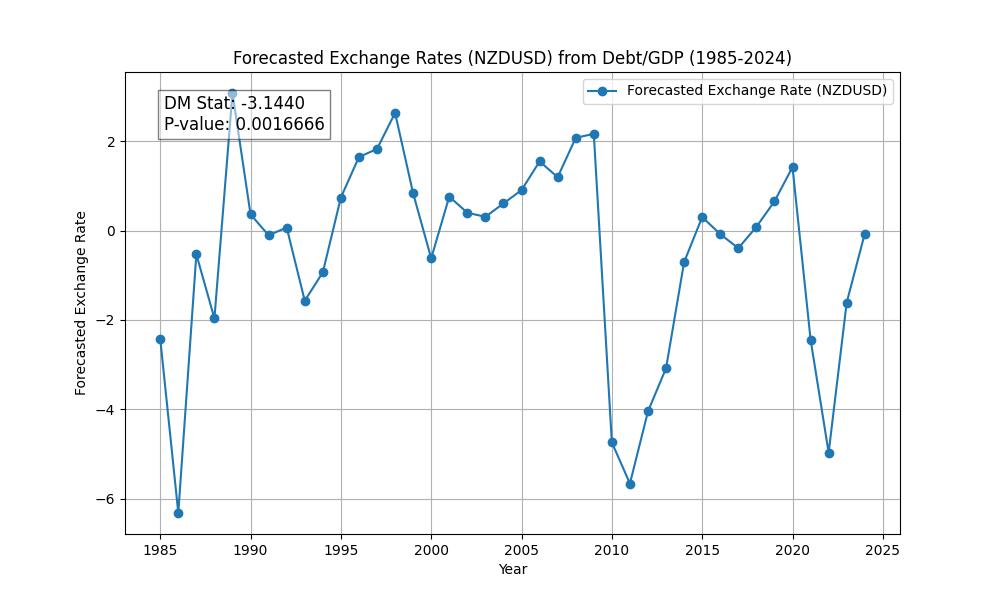 Forecasted Exchange Rates (NZDUSD) from Debt/GDP (1985-2024)
DM Stat: -3.1440
P-value: 0.0016666
Forecasted Exchange Rate (NZDUSD)
Forecasted Exchange Rate
2
0
−2
−4
−6
1985 1990 1995 2000 2005 2010 2015 2020 2025
Year